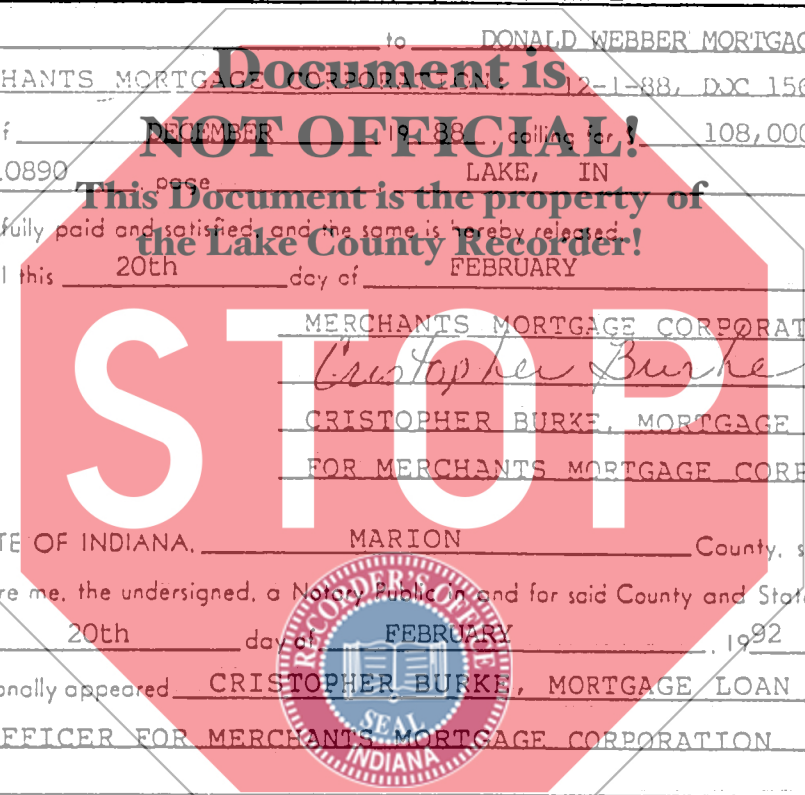 to DONALD WEBBER MORTGAG
Document is
HANTS MORTGAGE CORPORATION: 12-1-88, DOC 156
f DECEMBER 19 88 calling for $ 108,000
NOT OFFICIAL!
0890 , page , LAKE, IN
This Document is the property of
fully paid and satisfied, and the same is hereby released.
the Lake County Recorder!
l this 20th day of FEBRUARY
STOP
MERCHANTS MORTGAGE CORPORAT
Cristopher Burke
CRISTOPHER BURKE, MORTGAGE
FOR MERCHANTS MORTGAGE CORP
TE OF INDIANA, MARION County, s
re me, the undersigned, a Notary Public in and for said County and Stat
RECORDER'S OFFICE
20th day of FEBRUARY , 1992
onally appeared CRISTOPHER BURKE, MORTGAGE LOAN
SEAL
FFICER FOR MERCHANTS MORTGAGE CORPORATION
INDIANA